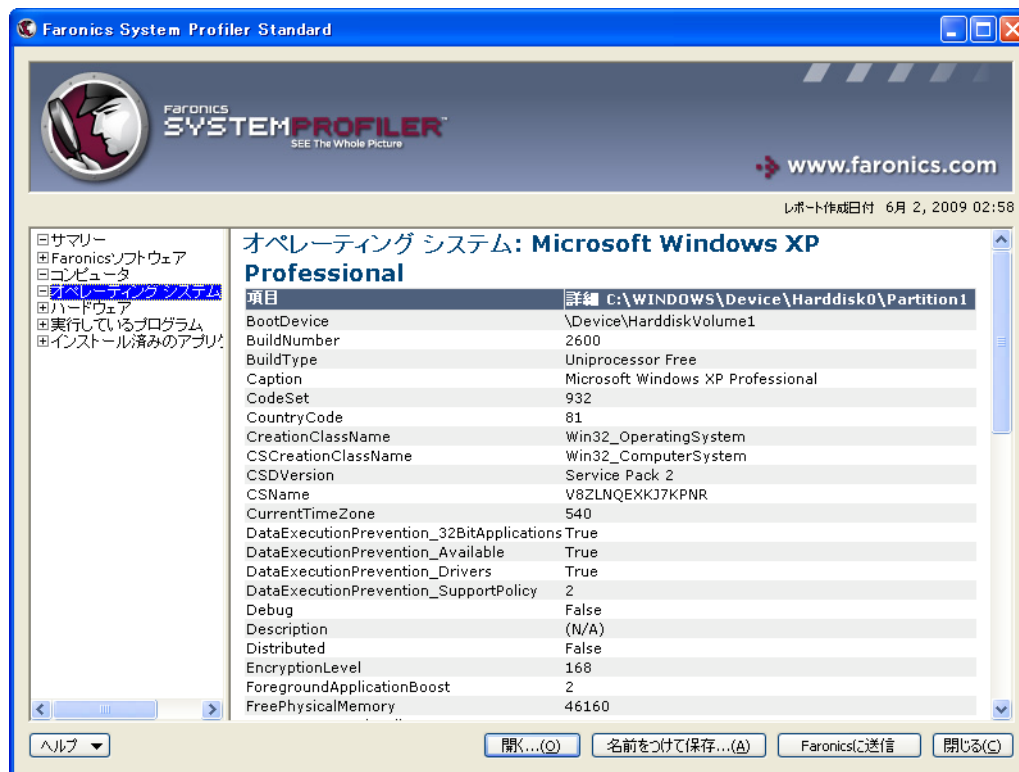 Faronics System Profiler Standard
Faronics
SYSTEMPROFILER™
SEE The Whole Picture
www.faronics.com
レポート作成日付 6月 2, 2009 02:58
サマリー
Faronicsソフトウェア
コンピュータ
オペレーティング システム
ハードウェア
実行しているプログラム
インストール済みのアプリケ
オペレーティング システム: Microsoft Windows XP
Professional
項目 詳細 C:\WINDOWS\Device\Harddisk0\Partition1
BootDevice \Device\HarddiskVolume1
BuildNumber 2600
BuildType Uniprocessor Free
Caption Microsoft Windows XP Professional
CodeSet 932
CountryCode 81
CreationClassName Win32_OperatingSystem
CSCreationClassName Win32_ComputerSystem
CSDVersion Service Pack 2
CSName V8ZLNQEXKJ7KPNR
CurrentTimeZone 540
DataExecutionPrevention_32BitApplications True
DataExecutionPrevention_Available True
DataExecutionPrevention_Drivers True
DataExecutionPrevention_SupportPolicy 2
Debug False
Description (N/A)
Distributed False
EncryptionLevel 168
ForegroundApplicationBoost 2
FreePhysicalMemory 46160
ヘルプ
開く...(O)
名前をつけて保存...(A)
Faronicsに送信
閉じる(C)